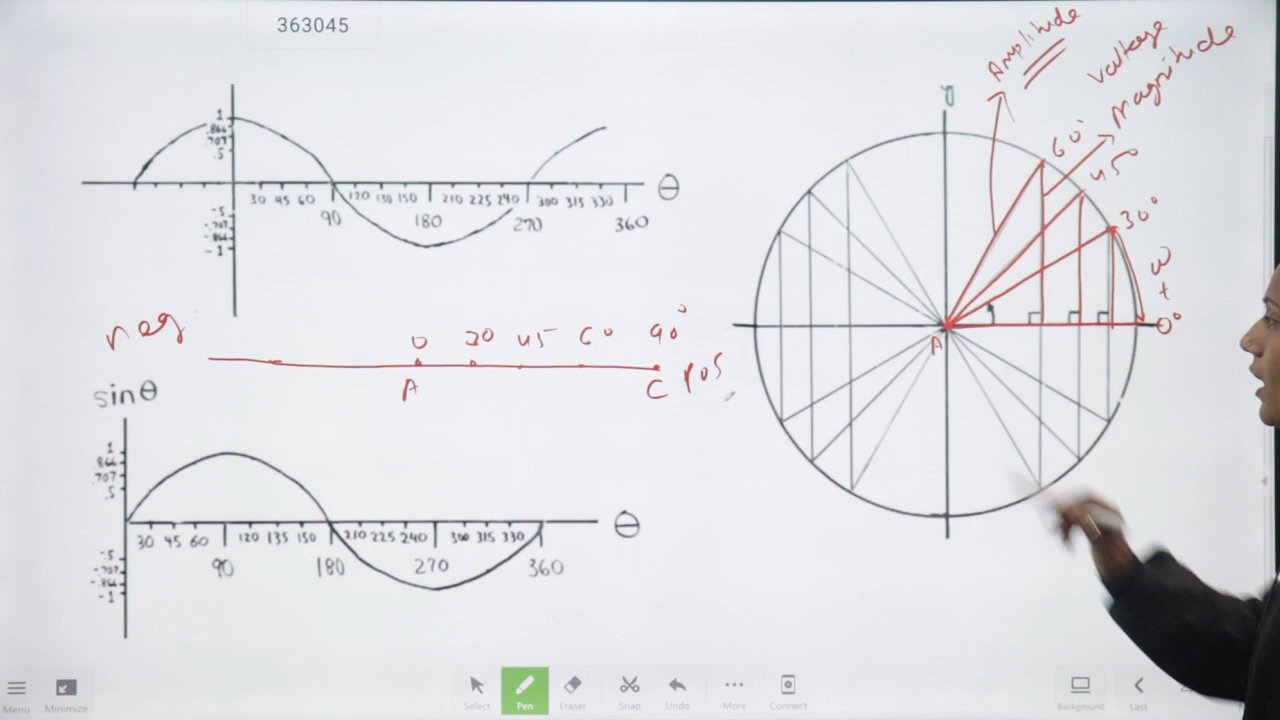 363045
1
.866
.707
.5
30 45 60 120 130 150 210 225 240 300 315 330 θ
90 180 270 360
-.5
-.707
-.866
-1
neg
0 30 45 60 90°
A C pos
sinθ
1
.866
.707
.5
30 45 60 120 135 150 210 225 240 300 315 330 θ
90 180 270 360
-.5
-.707
-.866
-1
Amplitude
Voltage
Magnitude
y
60°
45°
30°
ωt
0°
A
Menu
Minimize
Select
Pen
Eraser
Snap
Undo
More
Connect
Background
Last